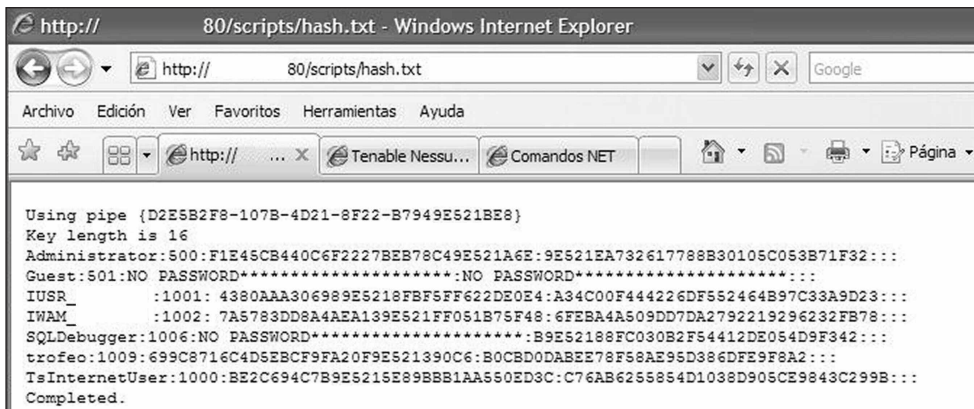 http:// 80/scripts/hash.txt - Windows Internet Explorer
http:// 80/scripts/hash.txt Google
Archivo Edición Ver Favoritos Herramientas Ayuda
http:// ... Tenable Nessu... Comandos NET Página
Using pipe {D2E5B2F8-107B-4D21-8F22-B7949E521BE8}
Key length is 16
Administrator:500:F1E45CB440C6F2227BEB78C49E521A6E:9E521EA732617788B30105C053B71F32:::
Guest:501:NO PASSWORD*********************:NO PASSWORD*********************:::
IUSR_ :1001: 4380AAA306989E5218FBF5FF622DE0E4:A34C00F444226DF552464B97C33A9D23:::
IWAM_ :1002: 7A5783DD8A4AEA139E521FF051B75F48:6FEBA4A509DD7DA2792219296232FB78:::
SQLDebugger:1006:NO PASSWORD*********************:B9E52188FC030B2F54412DE054D9F342:::
trofeo:1009:699C8716C4D5EBCF9FA20F9E521390C6:B0CBD0DABEE78F58AE95D386DFE9F8A2:::
TsInternetUser:1000:BE2C694C7B9E5215E89BBB1AA550ED3C:C76AB6255854D1038D905CE9843C299B:::
Completed.